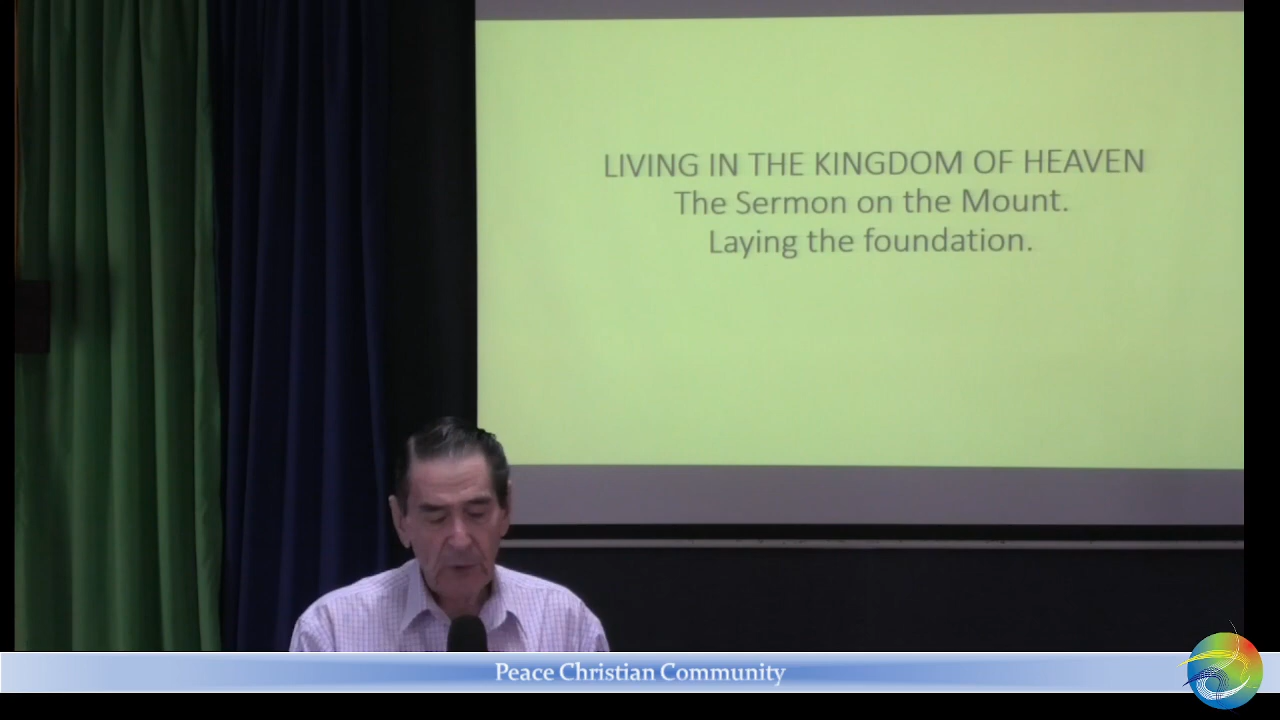 LIVING IN THE KINGDOM OF HEAVEN
The Sermon on the Mount.
Laying the foundation.
Peace Christian Community